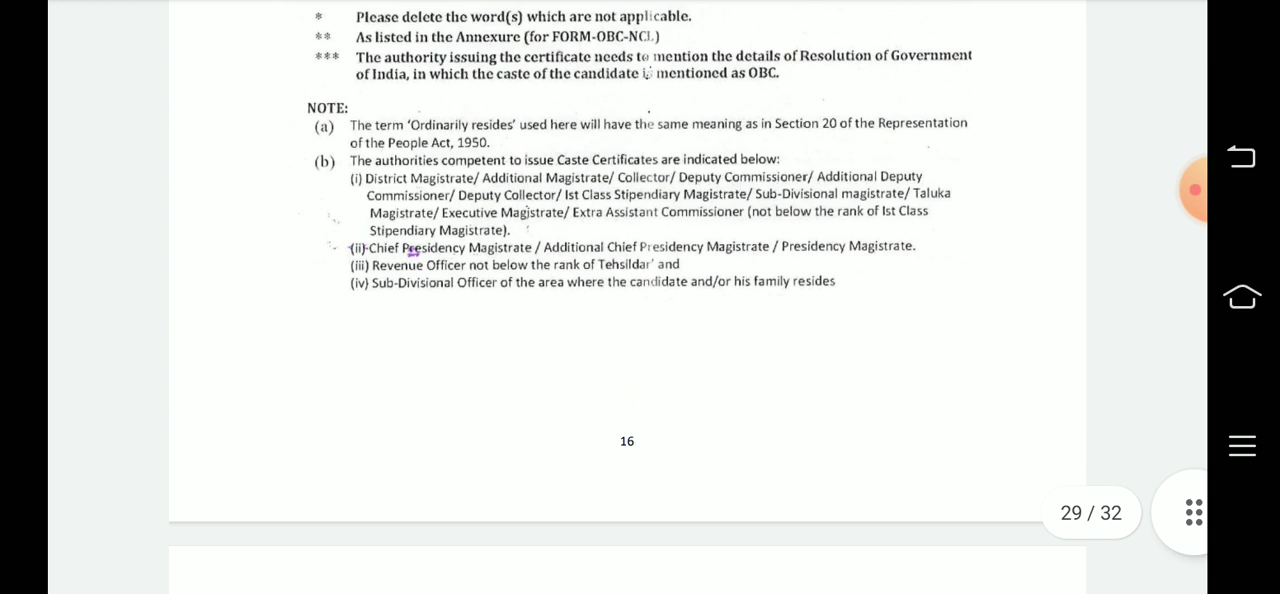 * Please delete the word(s) which are not applicable.
** As listed in the Annexure (for FORM-OBC-NCL)
*** The authority issuing the certificate needs to mention the details of Resolution of Government
of India, in which the caste of the candidate is mentioned as OBC.
NOTE:
(a) The term ‘Ordinarily resides’ used here will have the same meaning as in Section 20 of the Representation
of the People Act, 1950.
(b) The authorities competent to issue Caste Certificates are indicated below:
(i) District Magistrate/ Additional Magistrate/ Collector/ Deputy Commissioner/ Additional Deputy
Commissioner/ Deputy Collector/ Ist Class Stipendiary Magistrate/ Sub-Divisional magistrate/ Taluka
Magistrate/ Executive Magistrate/ Extra Assistant Commissioner (not below the rank of Ist Class
Stipendiary Magistrate).
(ii) Chief Presidency Magistrate / Additional Chief Presidency Magistrate / Presidency Magistrate.
(iii) Revenue Officer not below the rank of Tehsildar’ and
(iv) Sub-Divisional Officer of the area where the candidate and/or his family resides
16
29 / 32